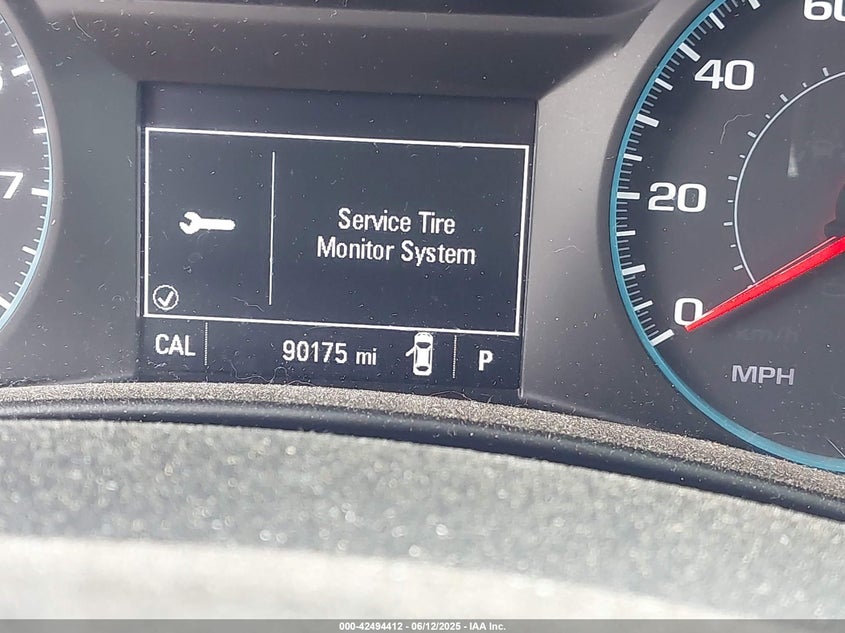 60
40
20
0
km/h
MPH
7
Service Tire
Monitor System
CAL
90175 mi
P
000-42494412 - 06/12/2025 - IAA Inc.